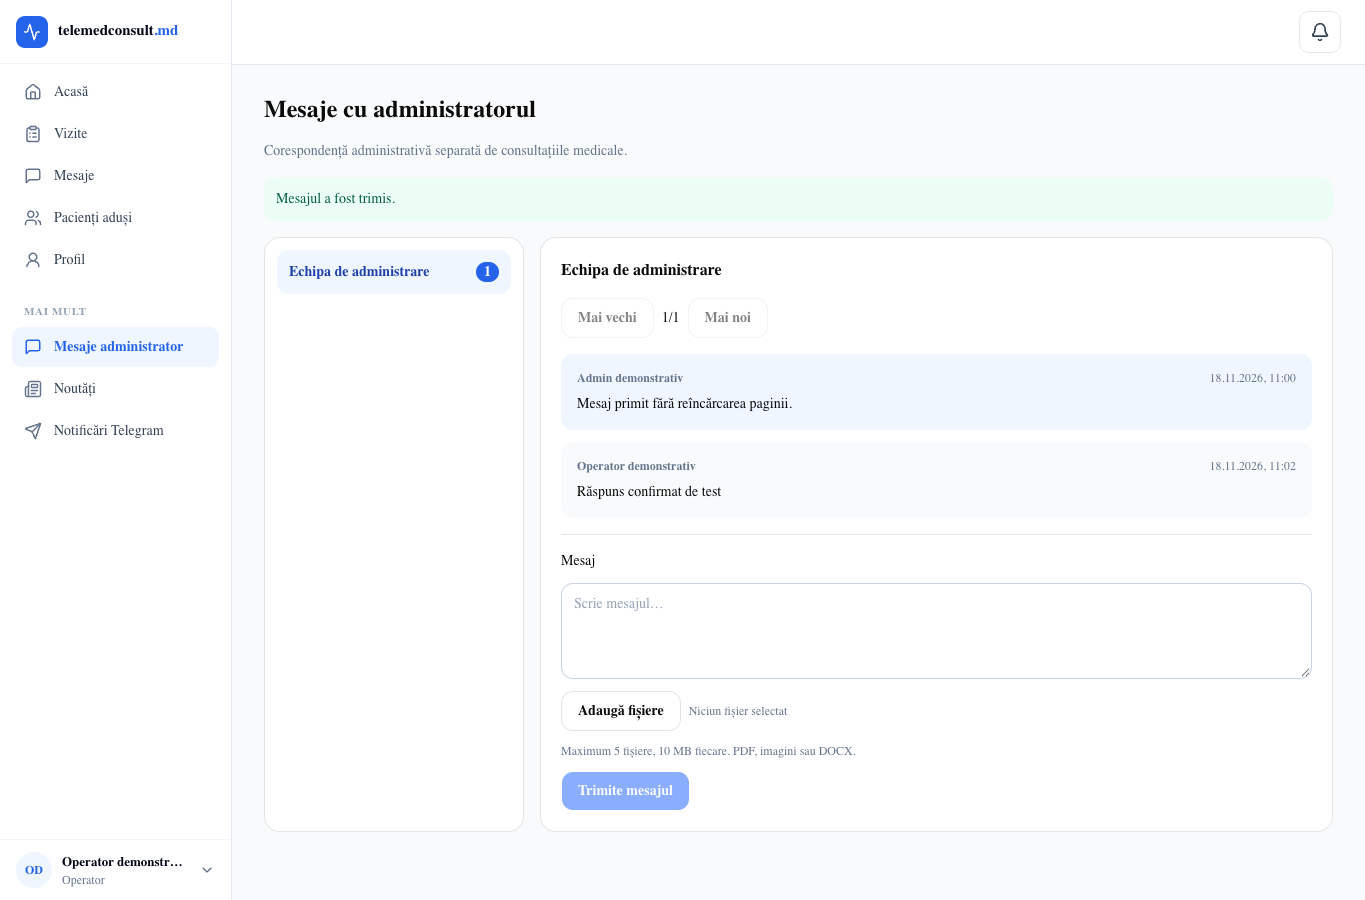 telemedconsult.md
Acasă
Vizite
Mesaje
Pacienți aduși
Profil
MAI MULT
Mesaje administrator
Noutăți
Notificări Telegram
OD
Operator demonstr…
Operator
Mesaje cu administratorul
Corespondență administrativă separată de consultațiile medicale.
Mesajul a fost trimis.
Echipa de administrare 1
Echipa de administrare
Mai vechi 1/1 Mai noi
Admin demonstrativ 18.11.2026, 11:00
Mesaj primit fără reîncărcarea paginii.
Operator demonstrativ 18.11.2026, 11:02
Răspuns confirmat de test
Mesaj
Scrie mesajul…
Adaugă fișiere Niciun fișier selectat
Maximum 5 fișiere, 10 MB fiecare. PDF, imagini sau DOCX.
Trimite mesajul